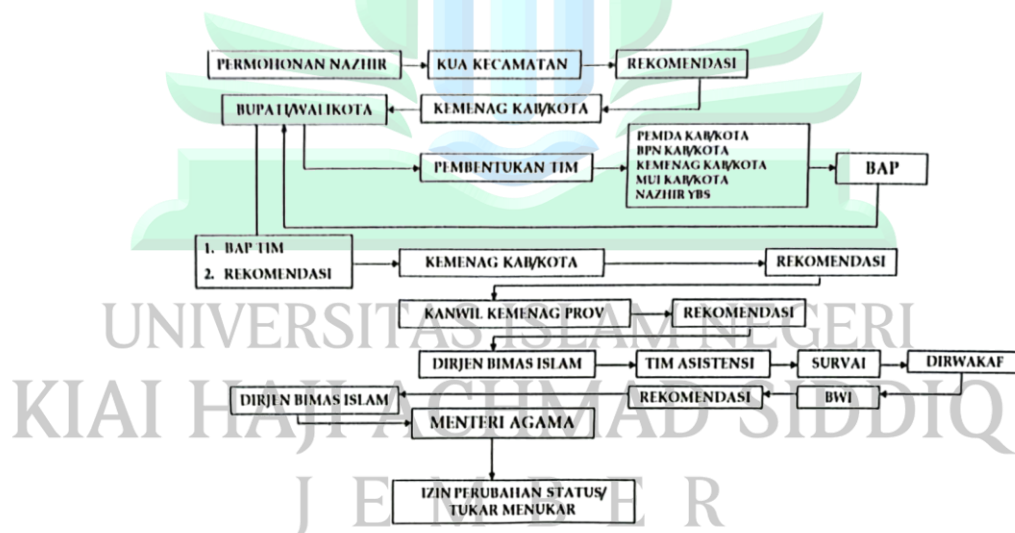 PERMOHONAN NAZHIR
KUA KECAMATAN
REKOMENDASI
BUPATI/WALIKOTA
KEMENAG KAB/KOTA
PEMBENTUKAN TIM
PEMDA KAB/KOTA
BPN KAB/KOTA
KEMENAG KAB/KOTA
MUI KAB/KOTA
NAZHIR YBS
BAP
1. BAP TIM
2. REKOMENDASI
KEMENAG KAB/KOTA
REKOMENDASI
KANWIL KEMENAG PROV
REKOMENDASI
UNIVERSITAS ISLAM NEGERI
DIRJEN BIMAS ISLAM
TIM ASISTENSI
SURVAI
DIRWAKAF
DIRJEN BIMAS ISLAM
REKOMENDASI
BWI
KIAI HAJI ACHMAD SIDDIQ
MENTERI AGAMA
IZIN PERUBAHAN STATUS/
TUKAR MENUKAR
JEMBER